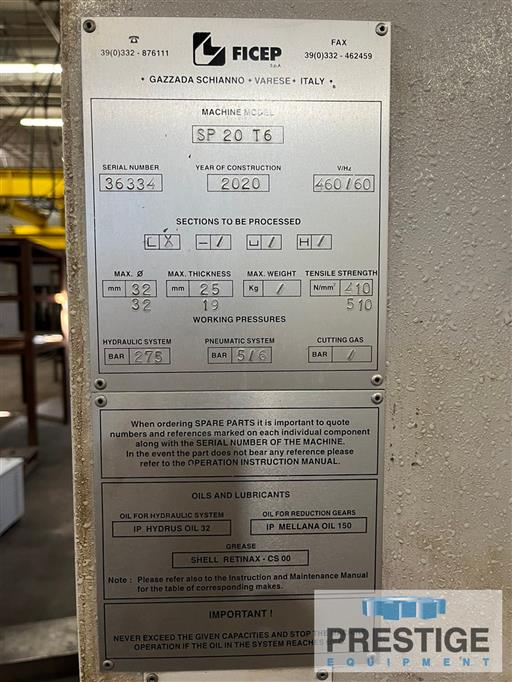 ☎
39(0)332 - 876111
FICEP
S.p.A.
FAX
39(0)332 - 462459
• GAZZADA SCHIANNO • VARESE • ITALY •
MACHINE MODEL
SP 20 T6
SERIAL NUMBER YEAR OF CONSTRUCTION V/Hz
36334 2020 460/60
SECTIONS TO BE PROCESSED
L X – / ⊔ / H /
MAX. Ø MAX. THICKNESS MAX. WEIGHT TENSILE STRENGTH
mm 32 mm 25 Kg / N/mm² 410
32 19 510
WORKING PRESSURES
HYDRAULIC SYSTEM PNEUMATIC SYSTEM CUTTING GAS
BAR 275 BAR 5/6 BAR /
When ordering SPARE PARTS it is important to quote
numbers and references marked on each individual component
along with the SERIAL NUMBER OF THE MACHINE.
In the event the part does not bear any reference please
refer to the OPERATION INSTRUCTION MANUAL.
OILS AND LUBRICANTS
OIL FOR HYDRAULIC SYSTEM OIL FOR REDUCTION GEARS
IP HYDRUS OIL 32 IP MELLANA OIL 150
GREASE
SHELL RETINAX - CS 00
Note : Please refer also to the Instruction and Maintenance Manual
for the table of corresponding makes.
IMPORTANT !
NEVER EXCEED THE GIVEN CAPACITIES AND STOP THE
OPERATION IF THE OIL IN THE SYSTEM REACHES
PRESTIGE
EQUIPMENT